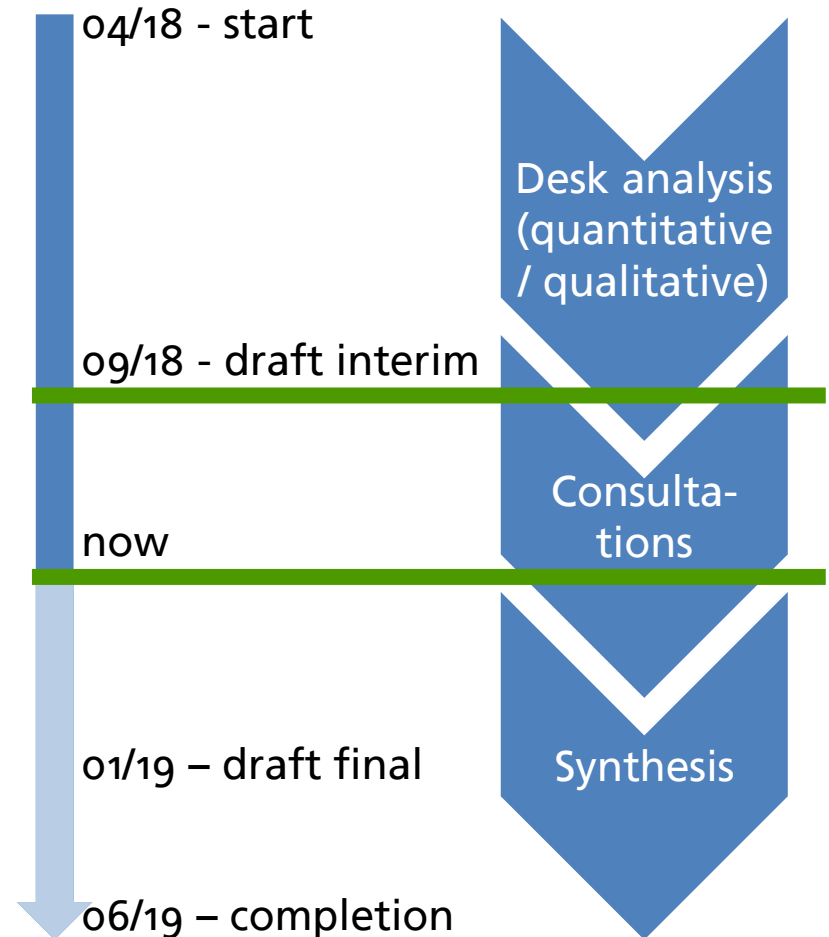 04/18 - start
Desk analysis
(quantitative
/ qualitative)
09/18 - draft interim
Consulta-
tions
now
01/19 – draft final
Synthesis
06/19 – completion